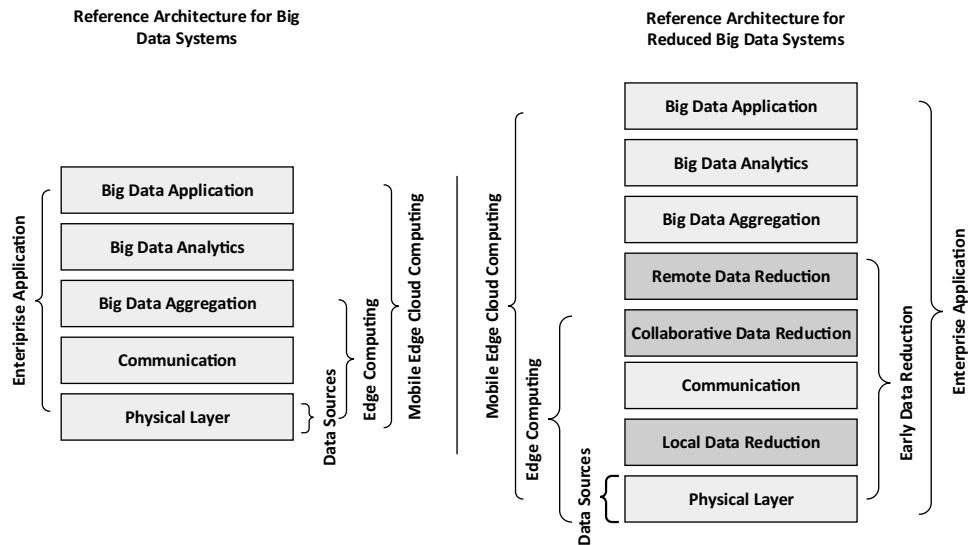 Reference Architecture for Big
Data Systems
Big Data Application
Big Data Analytics
Big Data Aggregation
Communication
Physical Layer
Enteriprise Application
Data Sources
Edge Computing
Mobile Edge Cloud Computing
Reference Architecture for
Reduced Big Data Systems
Big Data Application
Big Data Analytics
Big Data Aggregation
Remote Data Reduction
Collaborative Data Reduction
Communication
Local Data Reduction
Physical Layer
Mobile Edge Cloud Computing
Edge Computing
Data Sources
Early Data Reduction
Enterprise Application